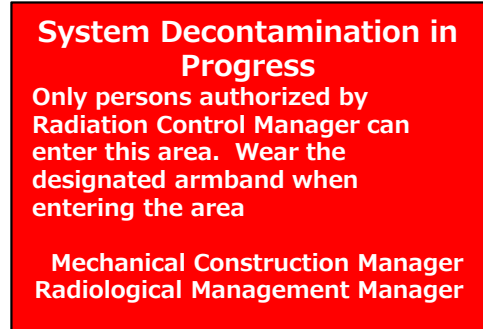 System Decontamination in
Progress
Only persons authorized by
Radiation Control Manager can
enter this area.  Wear the
designated armband when
entering the area
Mechanical Construction Manager
Radiological Management Manager